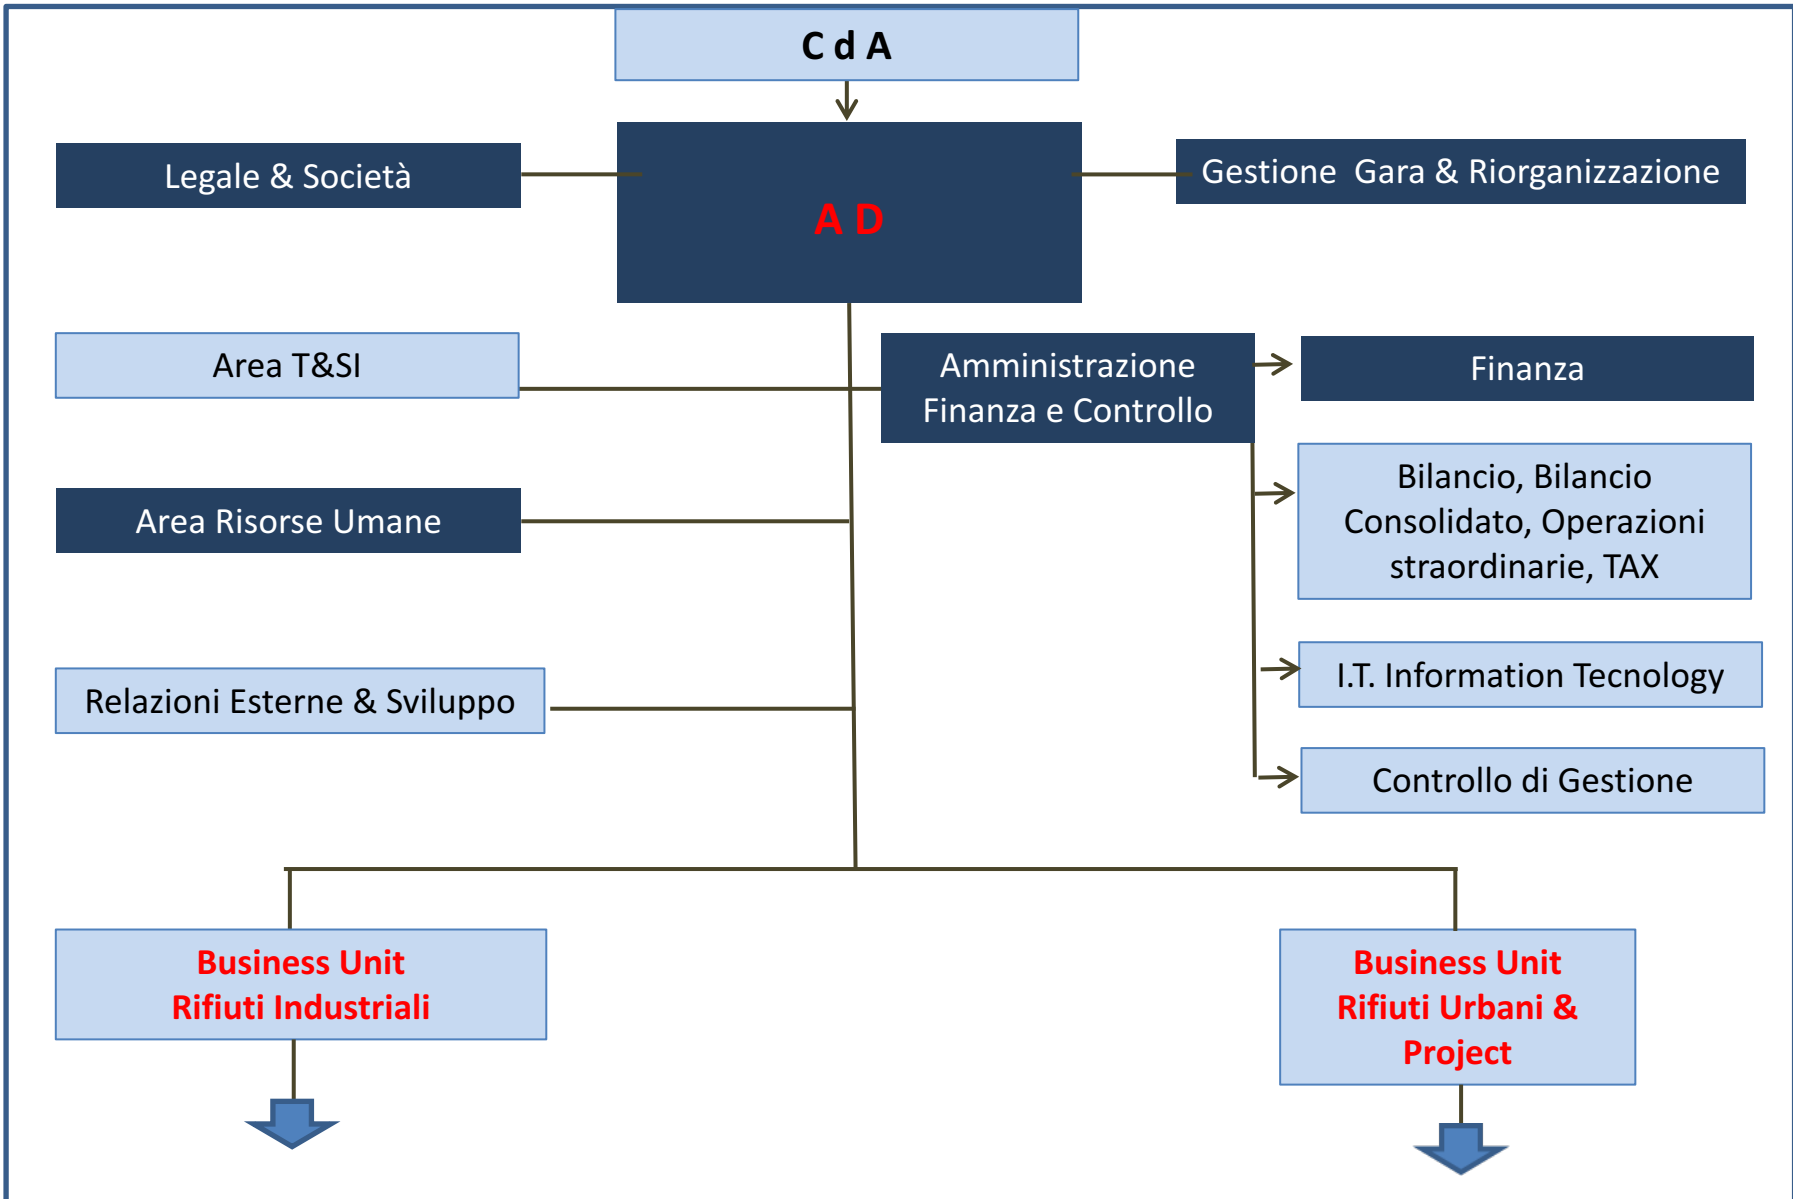 C d A
Legale & Società
Gestione Gara & Riorganizzazione
A D
Area T&SI
Amministrazione
Finanza e Controllo
Finanza
Bilancio, Bilancio
Consolidato, Operazioni
straordinarie, TAX
Area Risorse Umane
Relazioni Esterne & Sviluppo
I.T. Information Tecnology
Controllo di Gestione
Business Unit
Rifiuti Industriali
Business Unit
Rifiuti Urbani &
Project